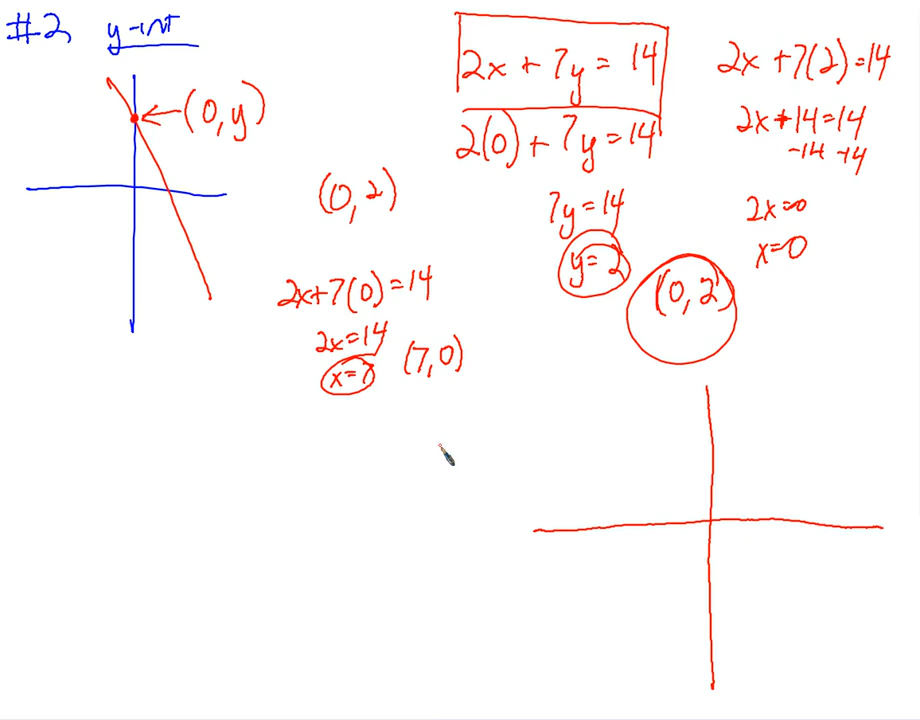 #2 y-int
(0,y)
2x + 7y = 14
2(0) + 7y = 14
7y = 14
y = 2
(0,2)
2x + 7(2) = 14
2x + 14 = 14
-14 -14
2x = 0
x = 0
(0,2)
2x + 7(0) = 14
2x = 14
x = 7 (7,0)